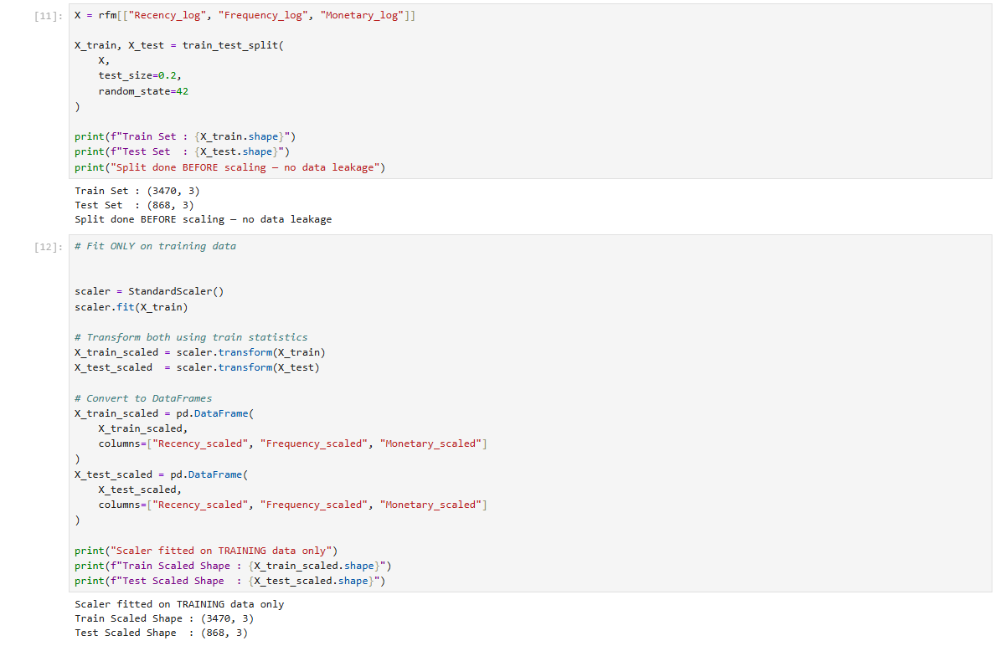 [11]: X = rfm[["Recency_log", "Frequency_log", "Monetary_log"]]
X_train, X_test = train_test_split(
    X,
    test_size=0.2,
    random_state=42
)
print(f"Train Set : {X_train.shape}")
print(f"Test Set  : {X_test.shape}")
print("Split done BEFORE scaling — no data leakage")
Train Set : (3470, 3)
Test Set  : (868, 3)
Split done BEFORE scaling — no data leakage
[12]: # Fit ONLY on training data
scaler = StandardScaler()
scaler.fit(X_train)
# Transform both using train statistics
X_train_scaled = scaler.transform(X_train)
X_test_scaled  = scaler.transform(X_test)
# Convert to DataFrames
X_train_scaled = pd.DataFrame(
    X_train_scaled,
    columns=["Recency_scaled", "Frequency_scaled", "Monetary_scaled"]
)
X_test_scaled = pd.DataFrame(
    X_test_scaled,
    columns=["Recency_scaled", "Frequency_scaled", "Monetary_scaled"]
)
print("Scaler fitted on TRAINING data only")
print(f"Train Scaled Shape : {X_train_scaled.shape}")
print(f"Test Scaled Shape  : {X_test_scaled.shape}")
Scaler fitted on TRAINING data only
Train Scaled Shape : (3470, 3)
Test Scaled Shape  : (868, 3)